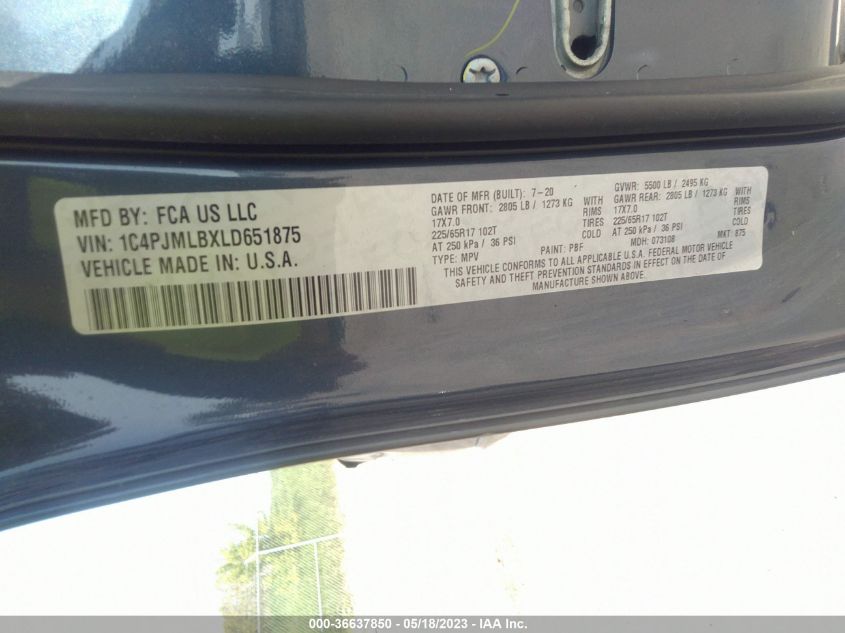 MFD BY: FCA US LLC
VIN: 1C4PJMLBXLD651875
VEHICLE MADE IN: U.S.A.
DATE OF MFR (BUILT): 7-20
GVWR: 5500 LB / 2495 KG
GAWR FRONT: 2805 LB / 1273 KG WITH
17X7.0 RIMS
225/65R17 102T TIRES
AT 250 kPa / 36 PSI COLD
GAWR REAR: 2805 LB / 1273 KG WITH
17X7.0 RIMS
225/65R17 102T TIRES
AT 250 kPa / 36 PSI COLD
TYPE: MPV PAINT: PBF MDH: 073108 MKT: 875
THIS VEHICLE CONFORMS TO ALL APPLICABLE U.S.A. FEDERAL MOTOR VEHICLE
SAFETY AND THEFT PREVENTION STANDARDS IN EFFECT ON THE DATE OF
MANUFACTURE SHOWN ABOVE.
000-36637850 - 05/18/2023 - IAA Inc.